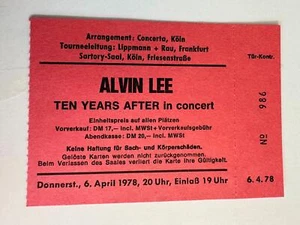 Arrangement: Concerta, Köln
Tourneeleitung: Lippmann + Rau, Frankfurt
Sartory-Saal, Köln, Friesenstraße
Tür-Kontr.
ALVIN LEE
TEN YEARS AFTER in concert
Einheitspreis auf allen Plätzen
Vorverkauf: DM 17,– incl. MWSt + Vorverkaufsgebühr
Abendkasse: DM 20,– incl. MWSt
No 986
Keine Haftung für Sach- und Körperschäden.
Gelöste Karten werden nicht zurückgenommen.
Beim Verlassen des Saales verliert die Karte ihre Gültigkeit.
Donnerst., 6. April 1978, 20 Uhr, Einlaß 19 Uhr
6.4.78